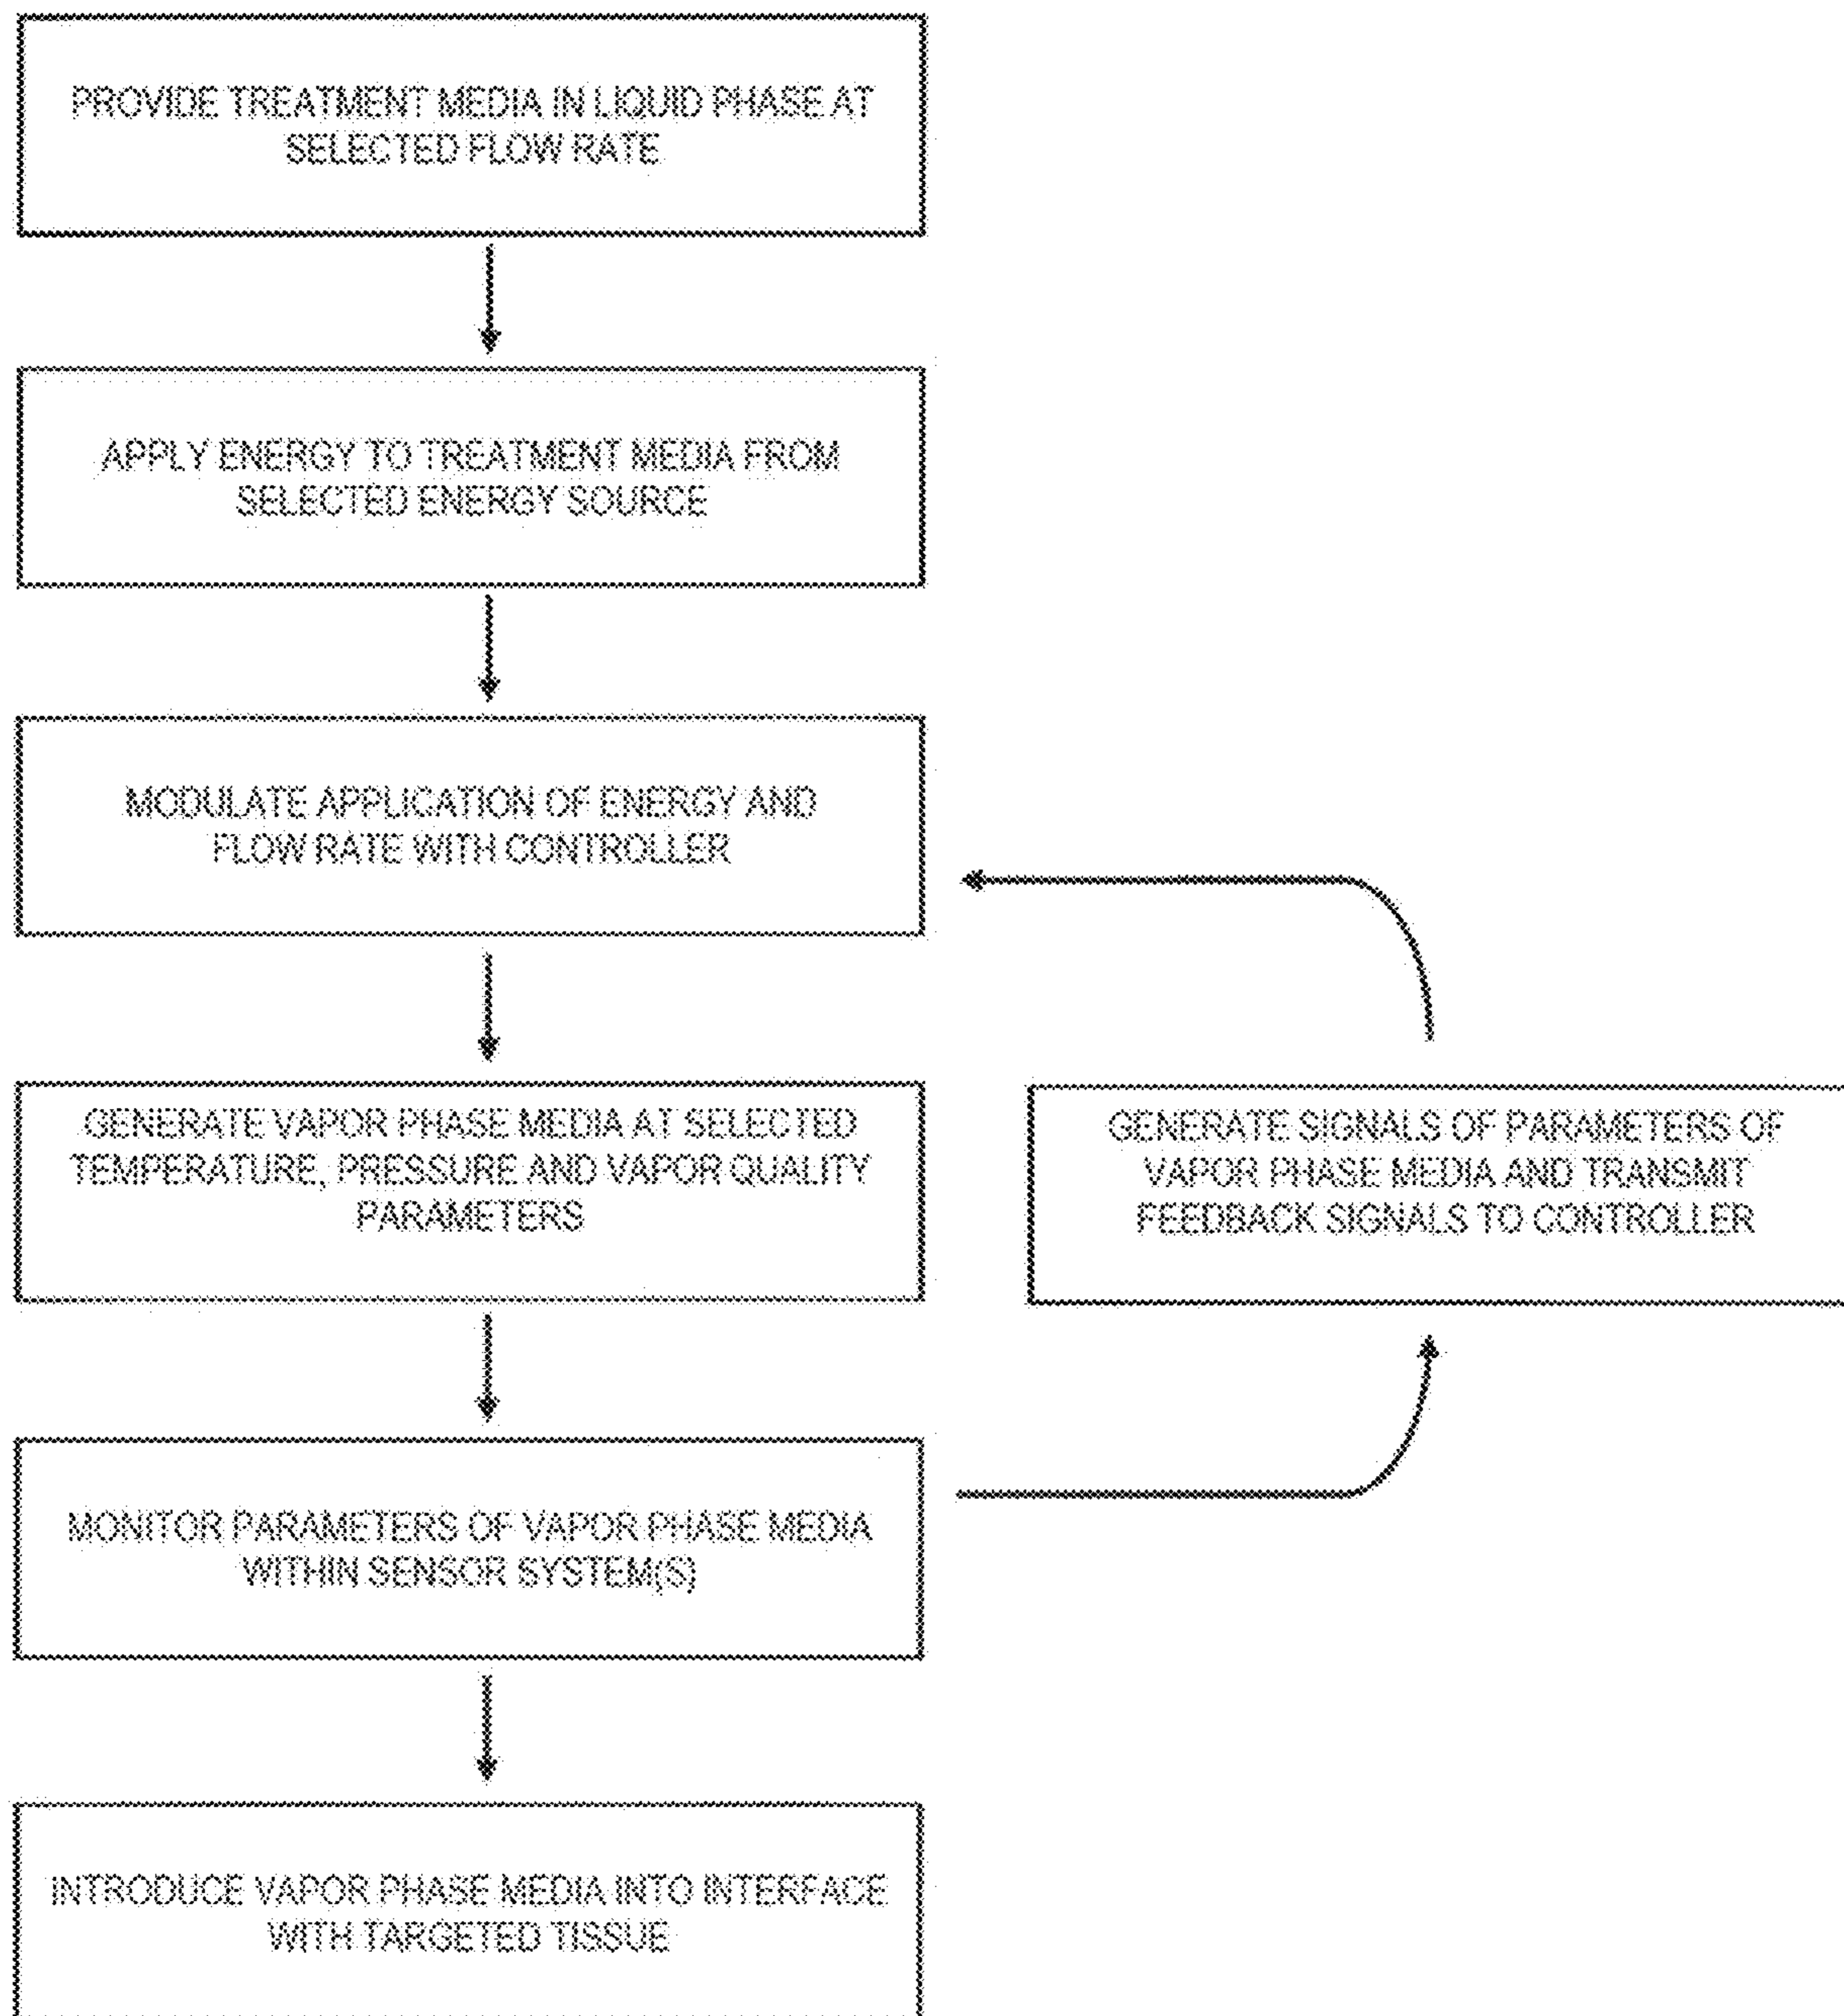 PROVIDE TREATMENT MEDIA IN LIQUID PHASE AT
SELECTED FLOW RATE
APPLY ENERGY TO TREATMENT MEDIA FROM
SELECTED ENERGY SOURCE
MODULATE APPLICATION OF ENERGY AND
FLOW RATE WITH CONTROLLER
GENERATE VAPOR PHASE MEDIA AT SELECTED
TEMPERATURE, PRESSURE AND VAPOR QUALITY
PARAMETERS
GENERATE SIGNALS OF PARAMETERS OF
VAPOR PHASE MEDIA AND TRANSMIT
FEEDBACK SIGNALS TO CONTROLLER
MONITOR PARAMETERS OF VAPOR PHASE MEDIA
WITHIN SENSOR SYSTEM(S)
INTRODUCE VAPOR PHASE MEDIA INTO INTERFACE
WITH TARGETED TISSUE